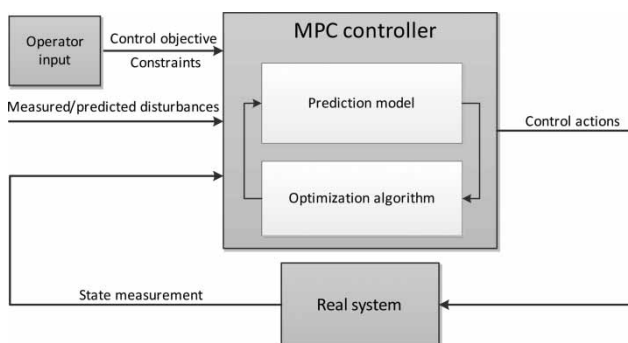 Operator
input
Control objective
Constraints
MPC controller
Measured/predicted disturbances
Prediction model
Control actions
Optimization algorithm
State measurement
Real system